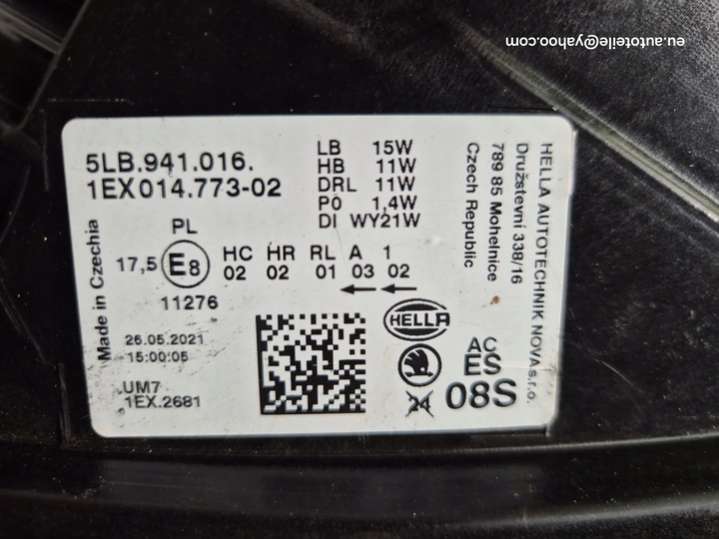 eu.autoteile@yahoo.com
5LB.941.016.
1EX014.773-02
LB 15W
HB 11W
DRL 11W
P0 1,4W
DI WY21W
PL
17,5 E8 HC HR RL A 1
02 02 01 03 02
11276
Made in Czechia
26.05.2021
15:00:05
UM7
1EX.2681
HELLA
AC
ES
24 08S
HELLA AUTOTECHNIK NOVA s.r.o.
Družstevní 338/16
789 85 Mohelnice
Czech Republic